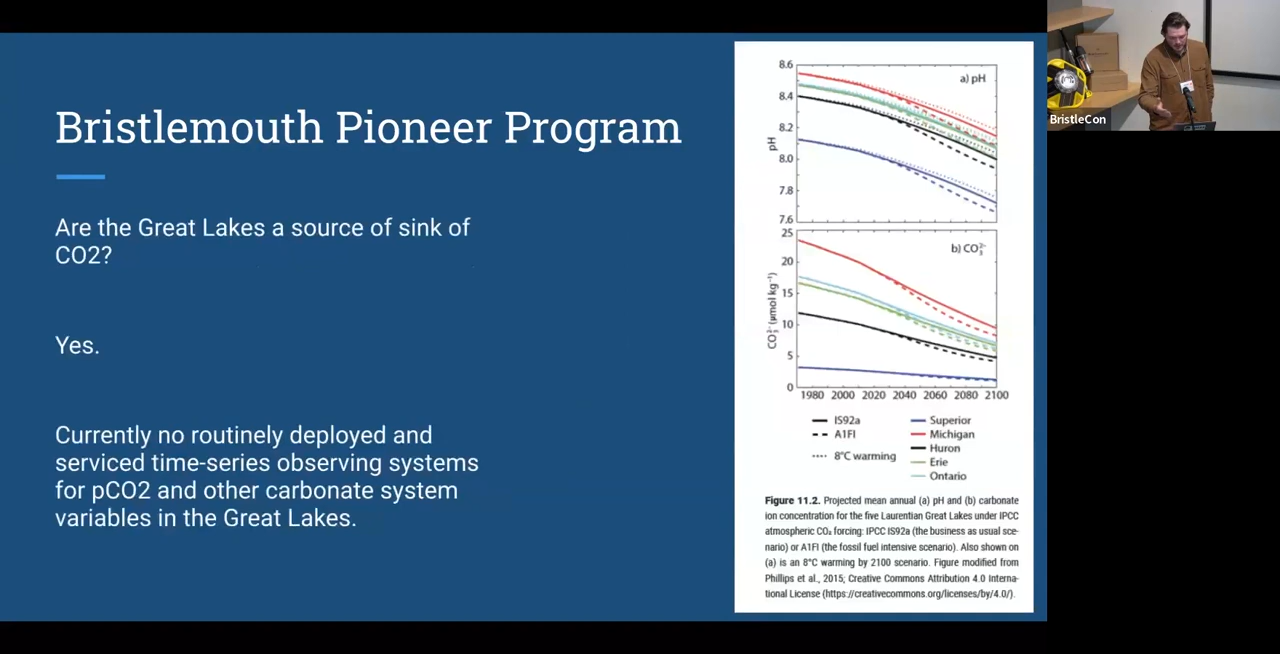 Bristlemouth Pioneer Program
Are the Great Lakes a source of sink of
CO2?
Yes.
Currently no routinely deployed and
serviced time-series observing systems
for pCO2 and other carbonate system
variables in the Great Lakes.
8.6
8.4
8.2
8.0
7.8
7.6
pH
a) pH
25
20
15
10
5
0
CO₃²⁻ (μmol kg⁻¹)
b) CO₃²⁻
1980 2000 2020 2040 2060 2080 2100
IS92a
A1FI
8°C warming
Superior
Michigan
Huron
Erie
Ontario
Figure 11.2. Projected mean annual (a) pH and (b) carbonate
ion concentration for the five Laurentian Great Lakes under IPCC
atmospheric CO₂ forcing: IPCC IS92a (the business as usual sce-
nario) or A1FI (the fossil fuel intensive scenario). Also shown on
(a) is an 8°C warming by 2100 scenario. Figure modified from
Phillips et al., 2015; Creative Commons Attribution 4.0 Interna-
tional License (https://creativecommons.org/licenses/by/4.0/).
BristleCon